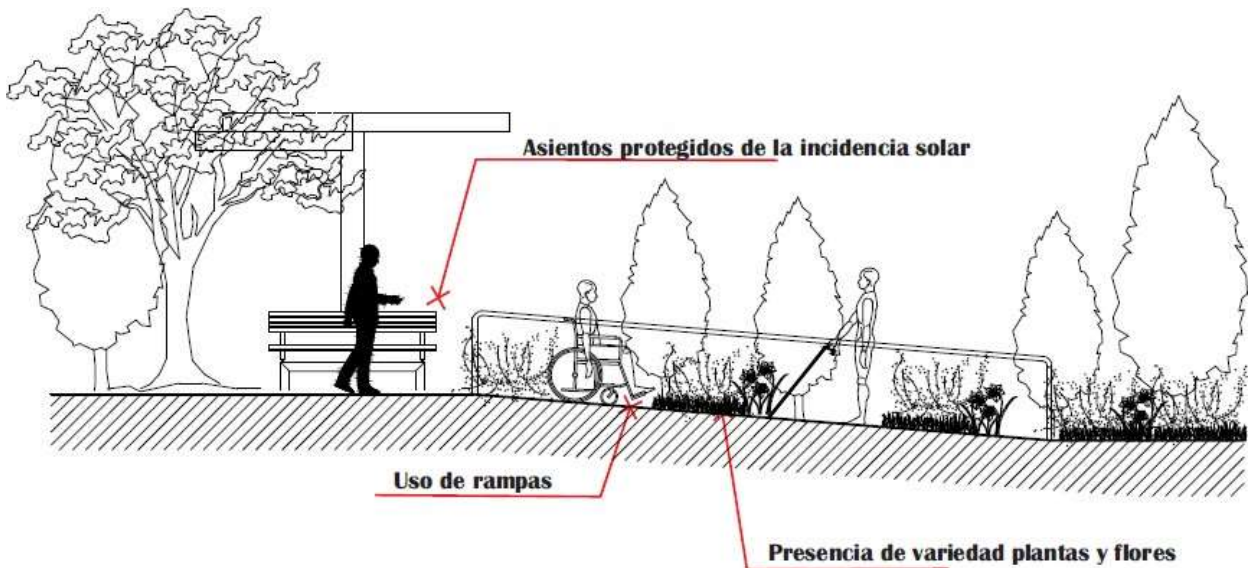 Asientos protegidos de la incidencia solar
Uso de rampas
Presencia de variedad plantas y flores